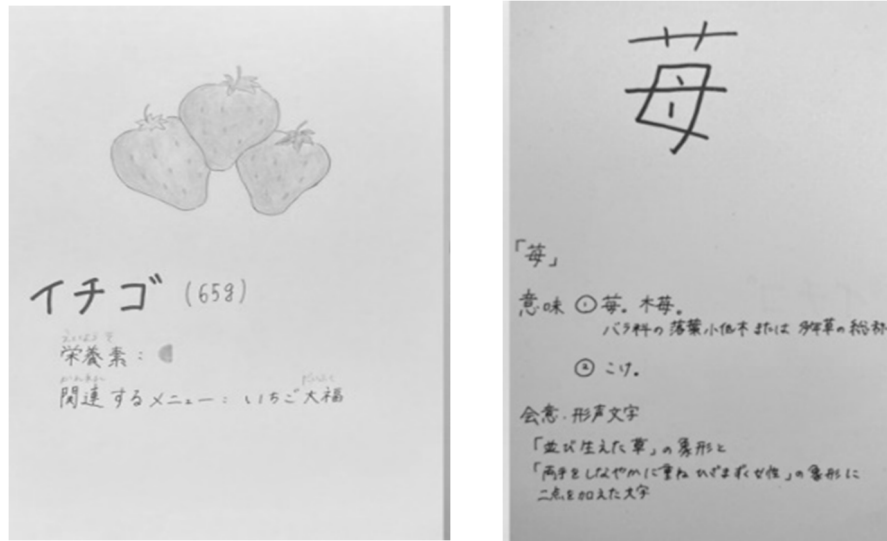 イチゴ (65g)
えいようそ
栄養素:
かんれん だいふく
関連するメニュー: いちご大福
苺
「苺」
意味 ① 苺。木苺。
バラ科の落葉小低木または多年草の総称
② こけ。
会意・形声文字
「並び生えた草」の象形と
「両手をしなやかに重ねひざまずく女性」の象形に
二点を加えた文字